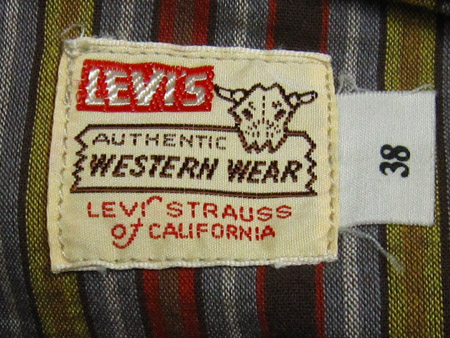 LEVI'S
AUTHENTIC
WESTERN WEAR
LEVI STRAUSS
of CALIFORNIA
38